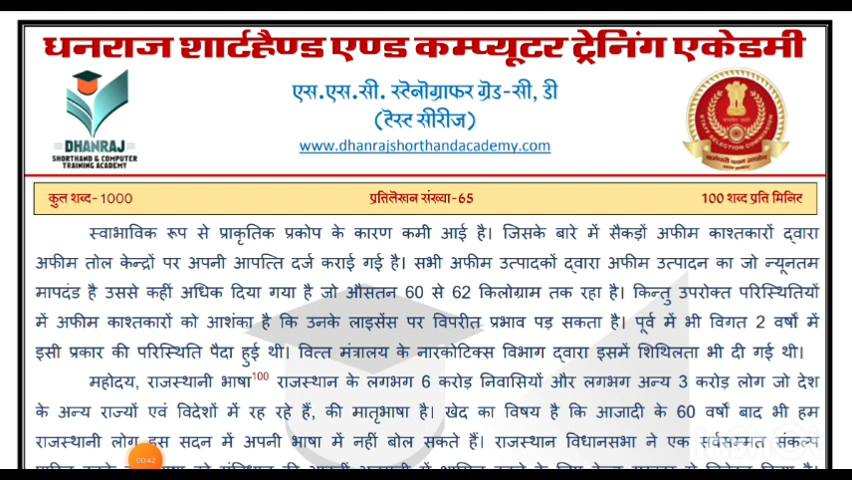 धनराज शार्टहैण्ड एण्ड कम्प्यूटर ट्रेनिंग एकेडमी
एस.एस.सी. स्टेनोग्राफर ग्रेड-सी, डी
(टेस्ट सीरीज)
www.dhanrajshorthandacademy.com
DHANRAJ
SHORTHAND & COMPUTER
TRAINING ACADEMY
कुल शब्द- 1000 प्रतिलेखन संख्या-65 100 शब्द प्रति मिनिट
स्वाभाविक रूप से प्राकृतिक प्रकोप के कारण कमी आई है। जिसके बारे में सैकड़ों अफीम काश्तकारों द्वारा
अफीम तोल केन्द्रों पर अपनी आपत्ति दर्ज कराई गई है। सभी अफीम उत्पादकों द्वारा अफीम उत्पादन का जो न्यूनतम
मापदंड है उससे कहीं अधिक दिया गया है जो औसतन 60 से 62 किलोग्राम तक रहा है। किन्तु उपरोक्त परिस्थितियों
में अफीम काश्तकारों को आशंका है कि उनके लाइसेंस पर विपरीत प्रभाव पड़ सकता है। पूर्व में भी विगत 2 वर्षों में
इसी प्रकार की परिस्थिति पैदा हुई थी। वित्त मंत्रालय के नारकोटिक्स विभाग द्वारा इसमें शिथिलता भी दी गई थी।
महोदय, राजस्थानी भाषा100 राजस्थान के लगभग 6 करोड़ निवासियों और लगभग अन्य 3 करोड़ लोग जो देश
के अन्य राज्यों एवं विदेशों में रह रहे हैं, की मातृभाषा है। खेद का विषय है कि आजादी के 60 वर्षों बाद भी हम
राजस्थानी लोग इस सदन में अपनी भाषा में नहीं बोल सकते हैं। राजस्थान विधानसभा ने एक सर्वसम्मत संकल्प
00:42